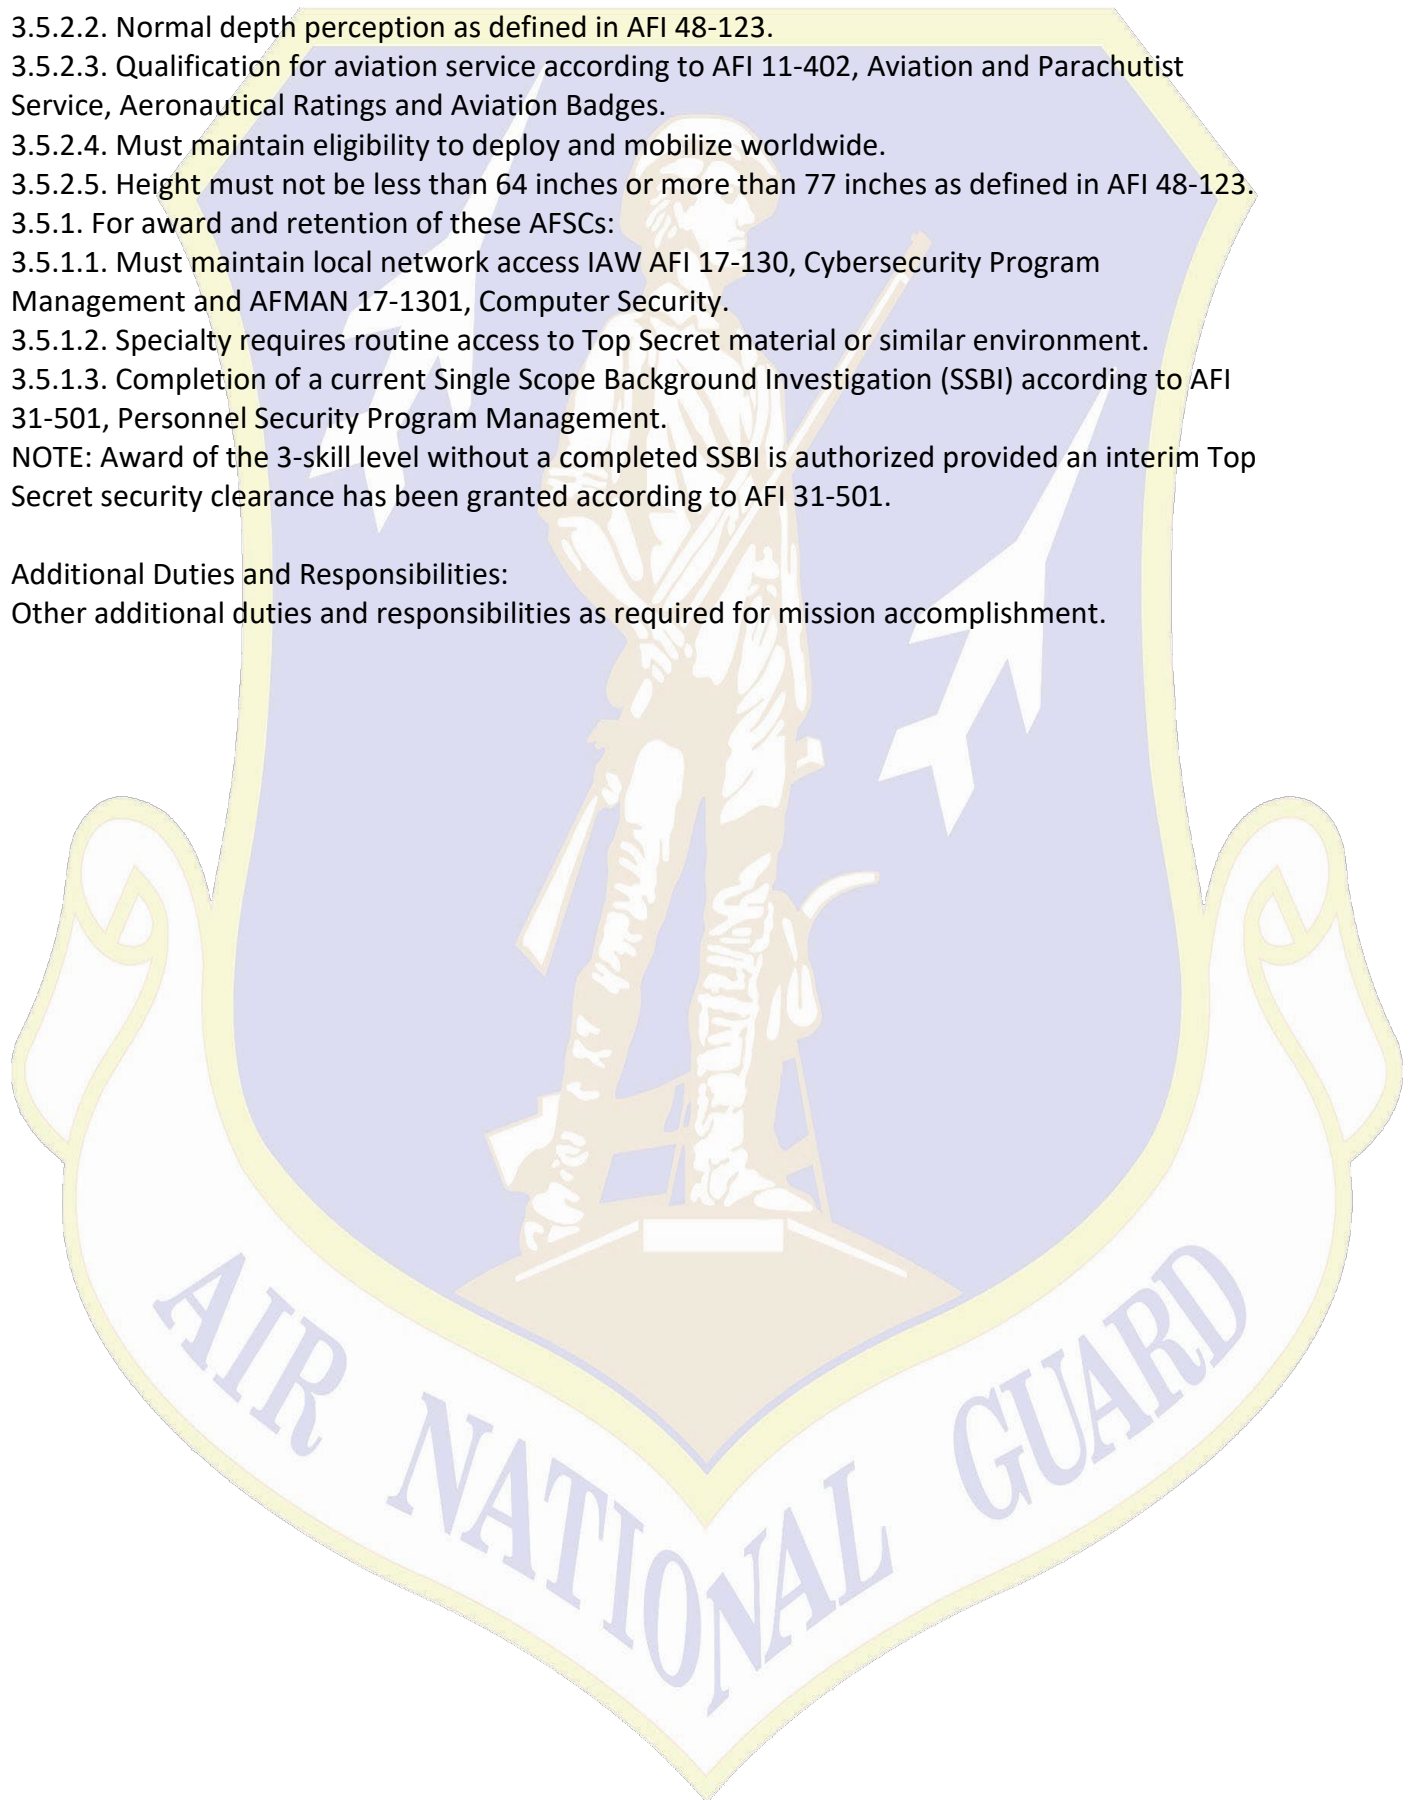 3.5.2.2. Normal depth perception as defined in AFI 48-123.
3.5.2.3. Qualification for aviation service according to AFI 11-402, Aviation and Parachutist
Service, Aeronautical Ratings and Aviation Badges.
3.5.2.4. Must maintain eligibility to deploy and mobilize worldwide.
3.5.2.5. Height must not be less than 64 inches or more than 77 inches as defined in AFI 48-123.
3.5.1. For award and retention of these AFSCs:
3.5.1.1. Must maintain local network access IAW AFI 17-130, Cybersecurity Program
Management and AFMAN 17-1301, Computer Security.
3.5.1.2. Specialty requires routine access to Top Secret material or similar environment.
3.5.1.3. Completion of a current Single Scope Background Investigation (SSBI) according to AFI
31-501, Personnel Security Program Management.
NOTE: Award of the 3-skill level without a completed SSBI is authorized provided an interim Top
Secret security clearance has been granted according to AFI 31-501.
Additional Duties and Responsibilities:
Other additional duties and responsibilities as required for mission accomplishment.
AIR NATIONAL GUARD